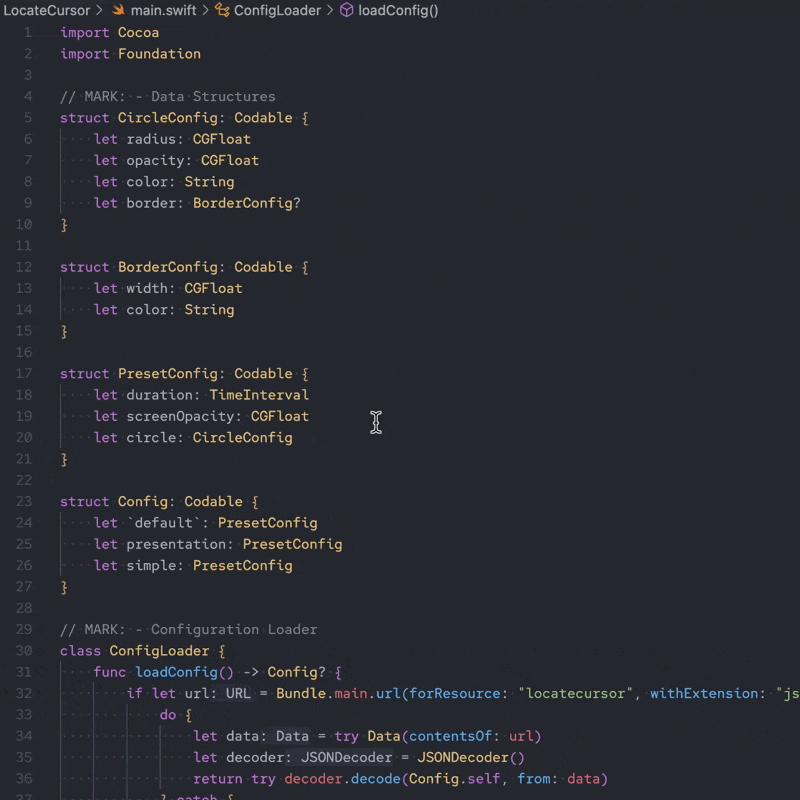 LocateCursor > main.swift > ConfigLoader > loadConfig()
1 import Cocoa
2 import Foundation
3
4 // MARK: - Data Structures
5 struct CircleConfig: Codable {
6     let radius: CGFloat
7     let opacity: CGFloat
8     let color: String
9     let border: BorderConfig?
10 }
11
12 struct BorderConfig: Codable {
13     let width: CGFloat
14     let color: String
15 }
16
17 struct PresetConfig: Codable {
18     let duration: TimeInterval
19     let screenOpacity: CGFloat
20     let circle: CircleConfig
21 }
22
23 struct Config: Codable {
24     let `default`: PresetConfig
25     let presentation: PresetConfig
26     let simple: PresetConfig
27 }
28
29 // MARK: - Configuration Loader
30 class ConfigLoader {
31     func loadConfig() -> Config? {
32         if let url: URL = Bundle.main.url(forResource: "locatecursor", withExtension: "js
33             do {
34                 let data: Data = try Data(contentsOf: url)
35                 let decoder: JSONDecoder = JSONDecoder()
36                 return try decoder.decode(Config.self, from: data)
37             } catch {